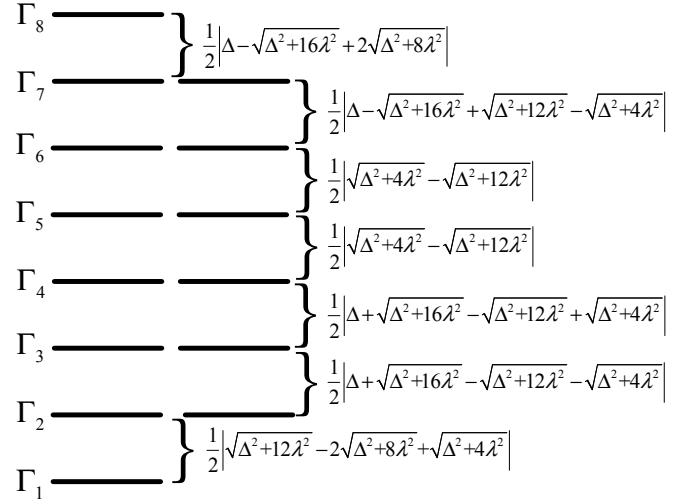 Γ₈
½|Δ−√(Δ²+16λ²)+2√(Δ²+8λ²)|
Γ₇
½|Δ−√(Δ²+16λ²)+√(Δ²+12λ²)−√(Δ²+4λ²)|
Γ₆
½|√(Δ²+4λ²)−√(Δ²+12λ²)|
Γ₅
½|√(Δ²+4λ²)−√(Δ²+12λ²)|
Γ₄
½|Δ+√(Δ²+16λ²)−√(Δ²+12λ²)+√(Δ²+4λ²)|
Γ₃
½|Δ+√(Δ²+16λ²)−√(Δ²+12λ²)−√(Δ²+4λ²)|
Γ₂
½|√(Δ²+12λ²)−2√(Δ²+8λ²)+√(Δ²+4λ²)|
Γ₁